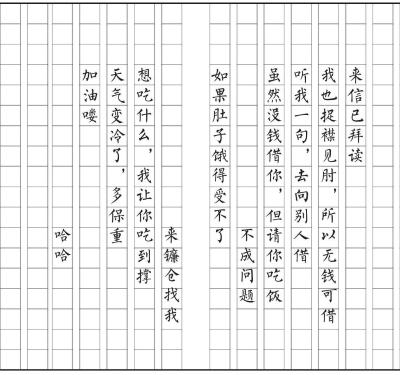 来信已拜读
我也捉襟见肘，所以无钱可借
听我一句，去向别人借
虽然没钱借你，但请你吃饭
不成问题
如果肚子饿得受不了
来镰仓找我
想吃什么，我让你吃到撑
天气变冷了，多保重
加油喽
哈哈